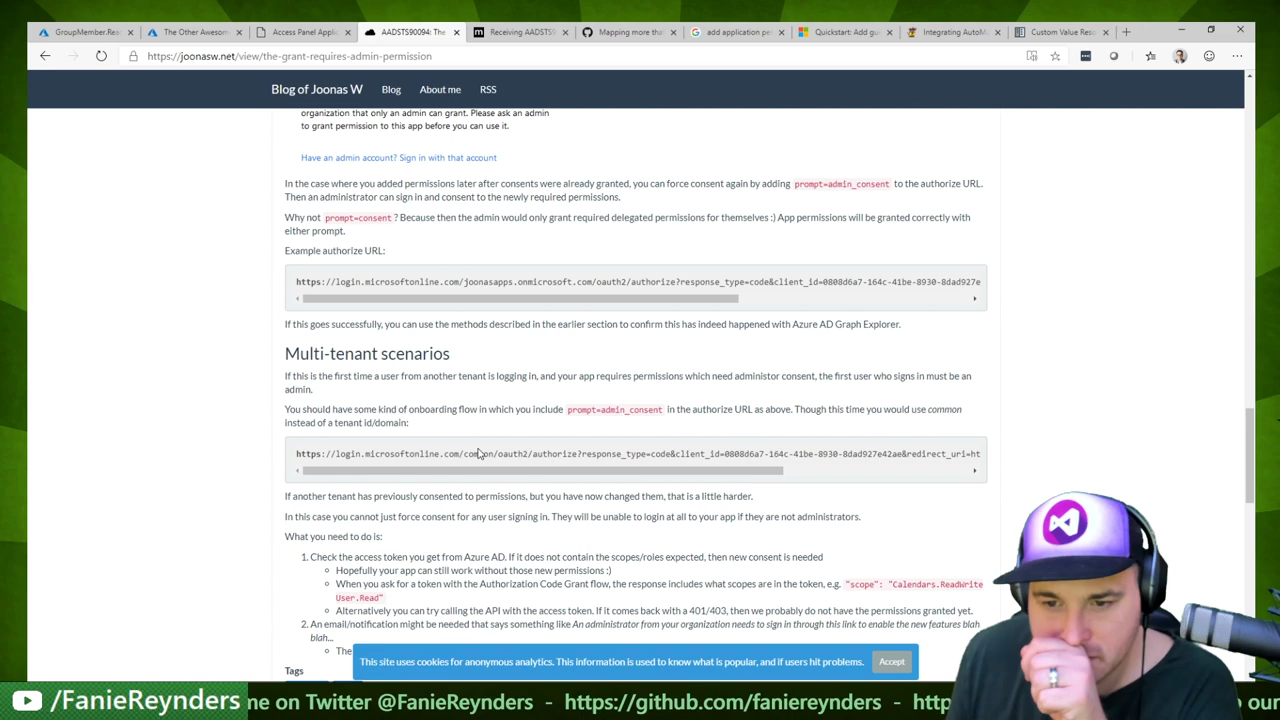 GroupMember.Rea
The Other Awesom
Access Panel Applic
AADSTS90094: The
Receiving AADSTS9
Mapping more that
add application pe
Quickstart: Add gu
Integrating AutoM
Custom Value Res
https://joonasw.net/view/the-grant-requires-admin-permission
Blog of Joonas W
Blog
About me
RSS
organization that only an admin can grant. Please ask an admin
to grant permission to this app before you can use it.
Have an admin account? Sign in with that account
In the case where you added permissions later after consents were already granted, you can force consent again by adding prompt=admin_consent to the authorize URL.
Then an administrator can sign in and consent to the newly required permissions.
Why not prompt=consent? Because then the admin would only grant required delegated permissions for themselves :) App permissions will be granted correctly with
either prompt.
Example authorize URL:
https://login.microsoftonline.com/joonasapps.onmicrosoft.com/oauth2/authorize?response_type=code&client_id=0808d6a7-164c-41be-8930-8dad927e
If this goes successfully, you can use the methods described in the earlier section to confirm this has indeed happened with Azure AD Graph Explorer.
Multi-tenant scenarios
If this is the first time a user from another tenant is logging in, and your app requires permissions which need administor consent, the first user who signs in must be an
admin.
You should have some kind of onboarding flow in which you include prompt=admin_consent in the authorize URL as above. Though this time you would use common
instead of a tenant id/domain:
https://login.microsoftonline.com/common/oauth2/authorize?response_type=code&client_id=0808d6a7-164c-41be-8930-8dad927e42ae&redirect_uri=ht
If another tenant has previously consented to permissions, but you have now changed them, that is a little harder.
In this case you cannot just force consent for any user signing in. They will be unable to login at all to your app if they are not administrators.
What you need to do is:
1. Check the access token you get from Azure AD. If it does not contain the scopes/roles expected, then new consent is needed
Hopefully your app can still work without those new permissions :)
When you ask for a token with the Authorization Code Grant flow, the response includes what scopes are in the token, e.g. "scope": "Calendars.ReadWrite
User.Read"
Alternatively you can try calling the API with the access token. If it comes back with a 401/403, then we probably do not have the permissions granted yet.
2. An email/notification might be needed that says something like An administrator from your organization needs to sign in through this link to enable the new features blah
blah...
The
This site uses cookies for anonymous analytics. This information is used to know what is popular, and if users hit problems.
Accept
Tags
/FanieReynders
me on Twitter @FanieReynders - https://github.com/faniereynders - https://our